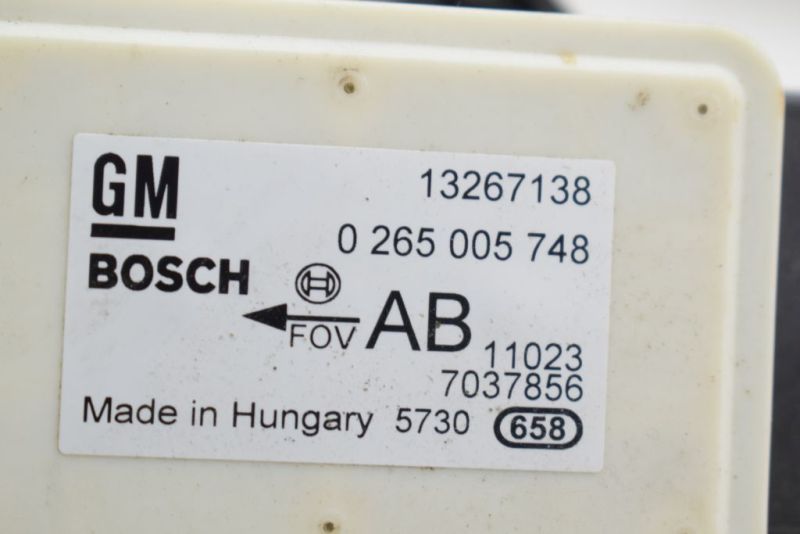 GM
13267138
0 265 005 748
BOSCH
FOV
AB
11023
7037856
Made in Hungary 5730 658